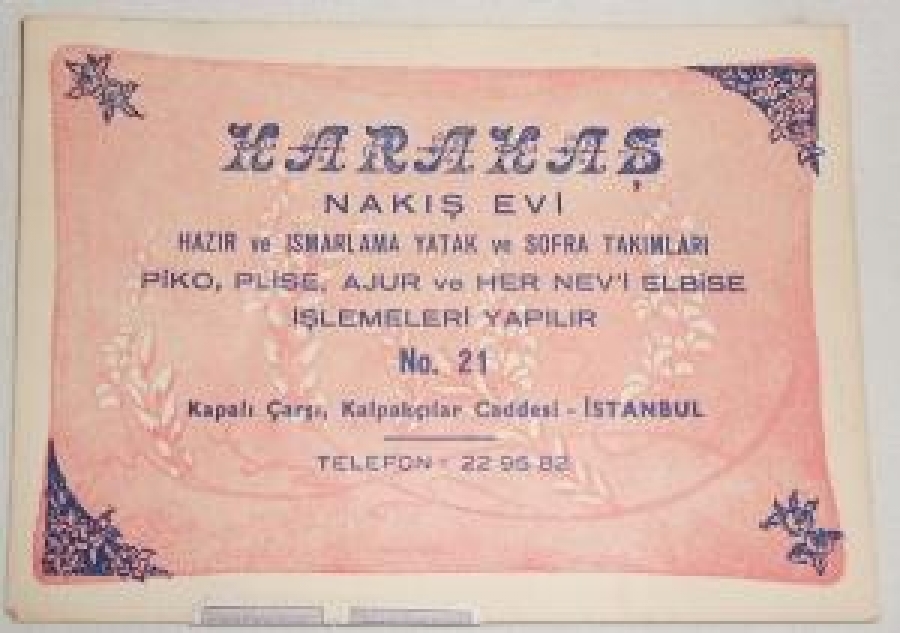 KARAKAŞ
NAKIŞ EVİ
HAZIR ve ISMARLAMA YATAK ve SOFRA TAKIMLARI
PİKO, PLİSE, AJUR ve HER NEV'İ ELBİSE
İŞLEMELERİ YAPILIR
No. 21
Kapalı Çarşı, Kalpakçılar Caddesi - İSTANBUL
TELEFON : 22 96 82